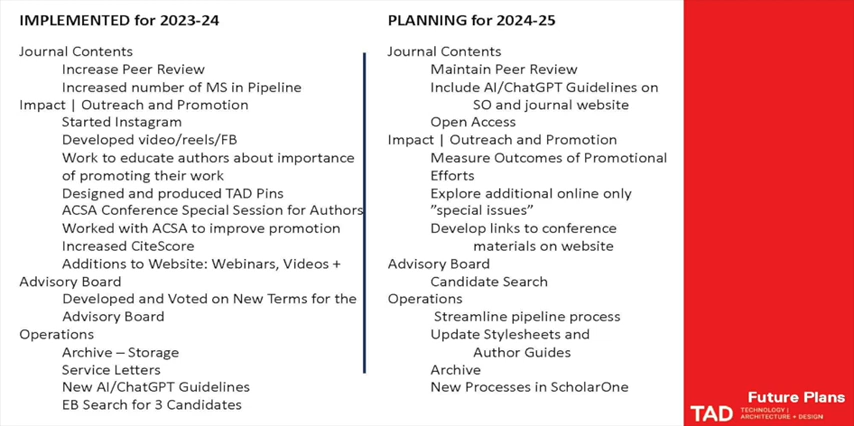 IMPLEMENTED for 2023-24
Journal Contents
Increase Peer Review
Increased number of MS in Pipeline
Impact | Outreach and Promotion
Started Instagram
Developed video/reels/FB
Work to educate authors about importance
of promoting their work
Designed and produced TAD Pins
ACSA Conference Special Session for Authors
Worked with ACSA to improve promotion
Increased CiteScore
Additions to Website: Webinars, Videos +
Advisory Board
Developed and Voted on New Terms for the
Advisory Board
Operations
Archive – Storage
Service Letters
New AI/ChatGPT Guidelines
EB Search for 3 Candidates
PLANNING for 2024-25
Journal Contents
Maintain Peer Review
Include AI/ChatGPT Guidelines on
SO and journal website
Open Access
Impact | Outreach and Promotion
Measure Outcomes of Promotional
Efforts
Explore additional online only
”special issues”
Develop links to conference
materials on website
Advisory Board
Candidate Search
Operations
Streamline pipeline process
Update Stylesheets and
Author Guides
Archive
New Processes in ScholarOne
Future Plans
TAD
TECHNOLOGY |
ARCHITECTURE + DESIGN